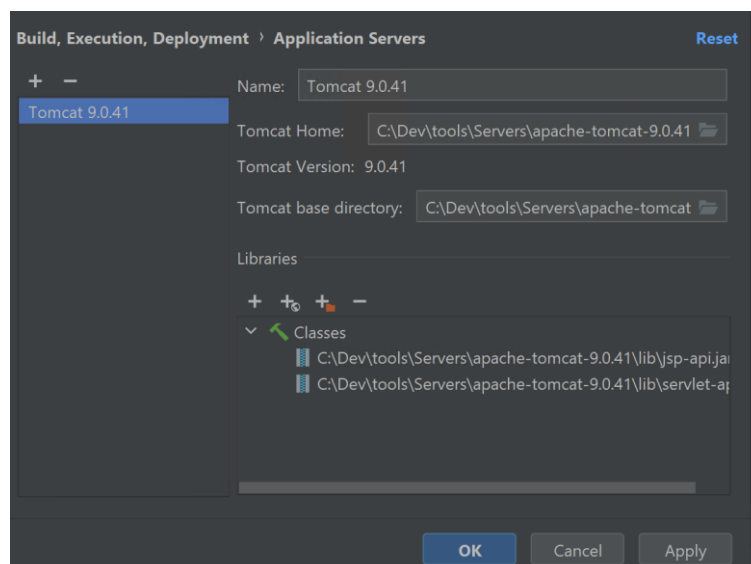 Build, Execution, Deployment › Application Servers Reset
Tomcat 9.0.41
Name: Tomcat 9.0.41
Tomcat Home: C:\Dev\tools\Servers\apache-tomcat-9.0.41
Tomcat Version: 9.0.41
Tomcat base directory: C:\Dev\tools\Servers\apache-tomcat
Libraries
Classes
C:\Dev\tools\Servers\apache-tomcat-9.0.41\lib\jsp-api.ja
C:\Dev\tools\Servers\apache-tomcat-9.0.41\lib\servlet-ap
OK Cancel Apply